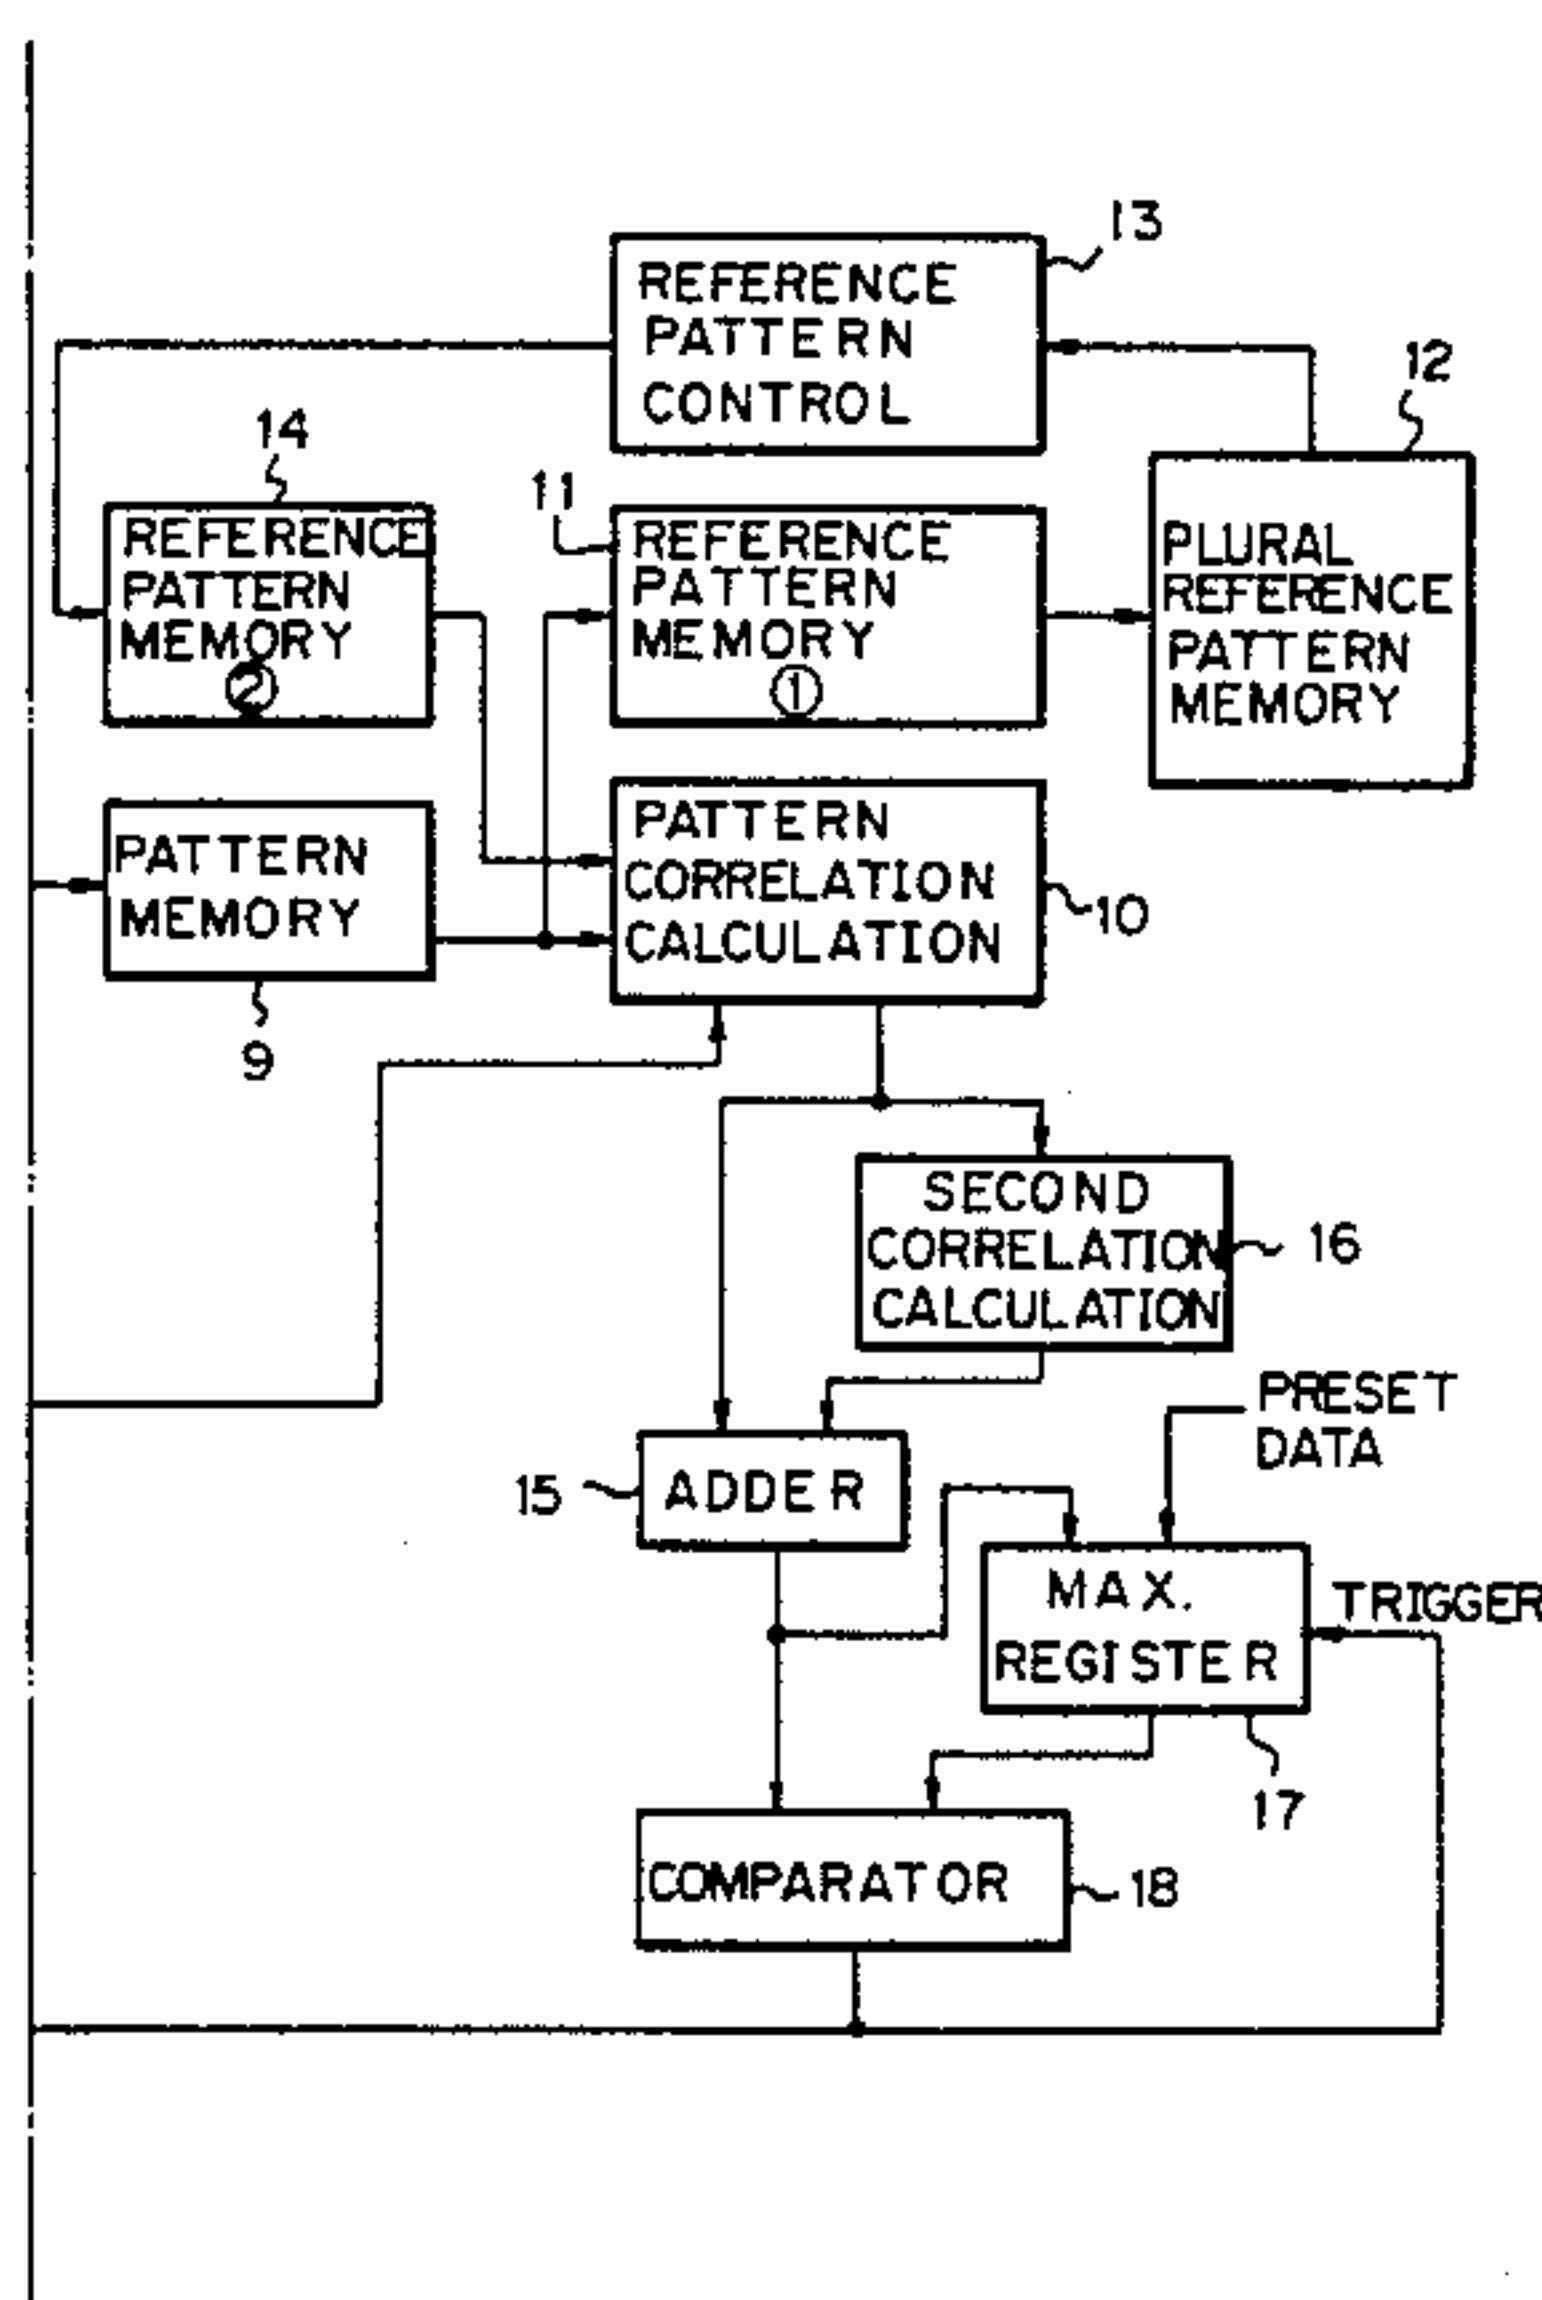 13
REFERENCE
PATTERN
CONTROL
12
14
11
REFERENCE
PATTERN
MEMORY
②
REFERENCE
PATTERN
MEMORY
①
PLURAL
REFERENCE
PATTERN
MEMORY
PATTERN
MEMORY
9
PATTERN
CORRELATION
CALCULATION
10
SECOND
CORRELATION
CALCULATION
16
PRESET
DATA
15
ADDER
MAX.
REGISTER
TRIGGER
17
COMPARATOR
18